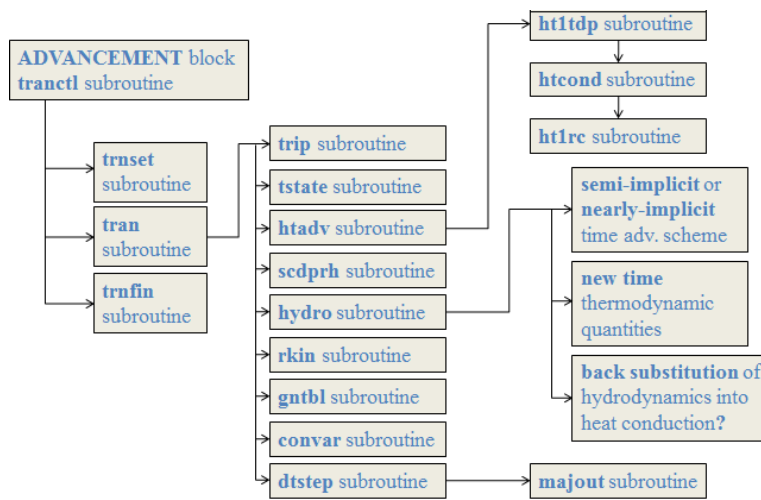 ADVANCEMENT block
tranctl subroutine
trnset
subroutine
tran
subroutine
trnfin
subroutine
trip subroutine
tstate subroutine
htadv subroutine
scdprh subroutine
hydro subroutine
rkin subroutine
gntbl subroutine
convar subroutine
dtstep subroutine
ht1tdp subroutine
htcond subroutine
ht1rc subroutine
semi-implicit or
nearly-implicit
time adv. scheme
new time
thermodynamic
quantities
back substitution of
hydrodynamics into
heat conduction?
majout subroutine